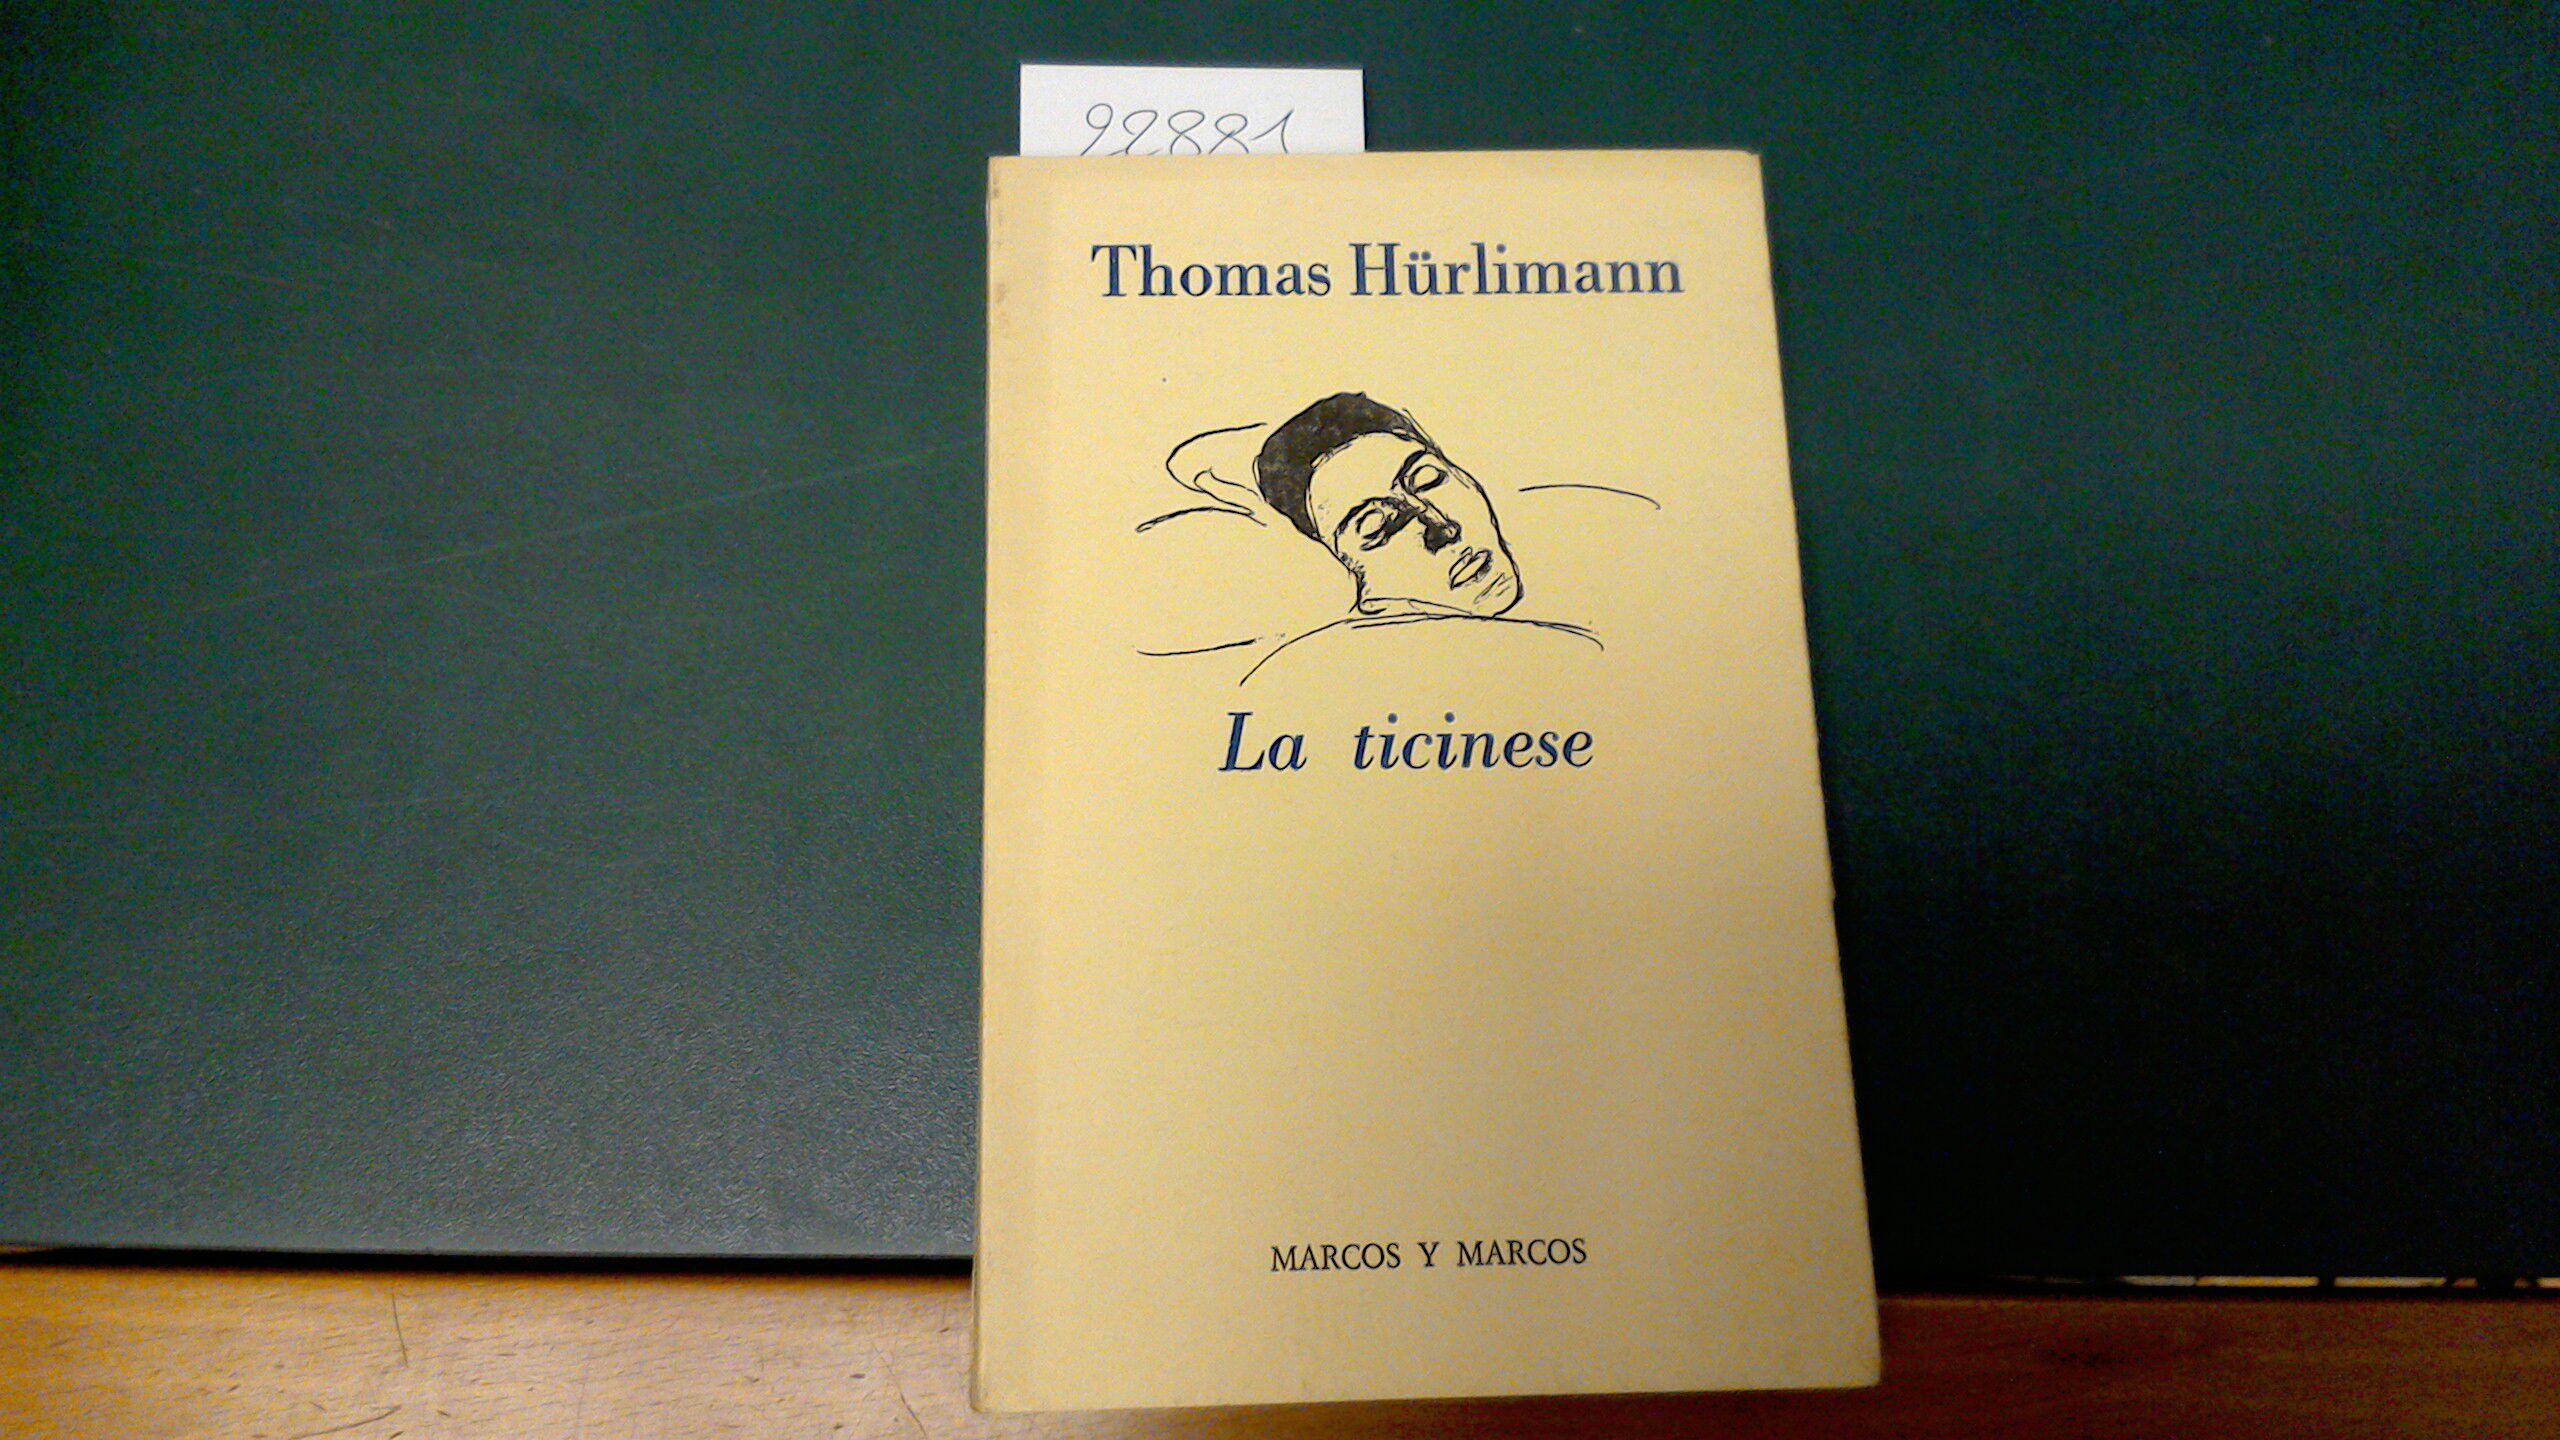 92881
Thomas Hürlimann
La ticinese
MARCOS Y MARCOS